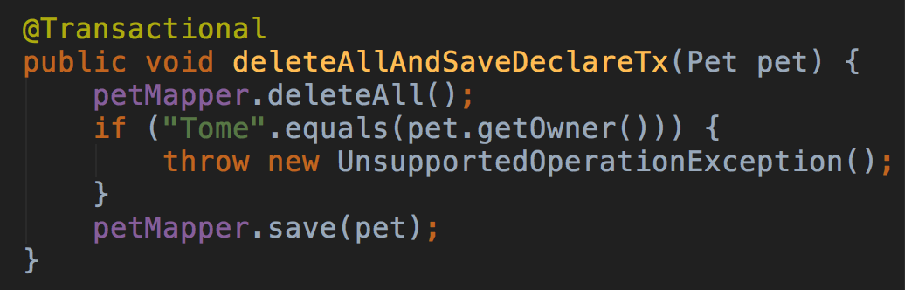 @Transactional
public void deleteAllAndSaveDeclareTx(Pet pet) {
    petMapper.deleteAll();
    if ("Tome".equals(pet.getOwner())) {
        throw new UnsupportedOperationException();
    }
    petMapper.save(pet);
}